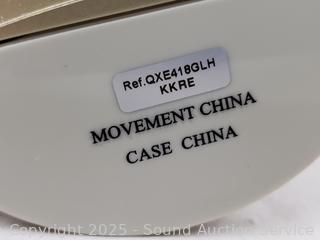 Ref.QXE418GLH
KKRE
MOVEMENT CHINA
CASE CHINA
Copyright 2025 - Sound Auction Service